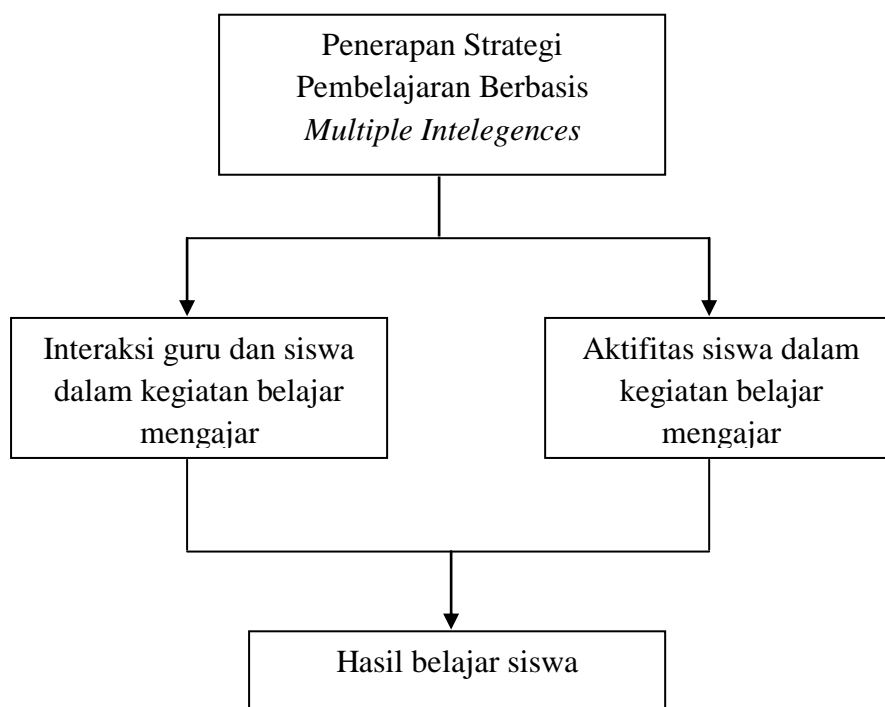 Penerapan Strategi
Pembelajaran Berbasis
Multiple Intelegences
Interaksi guru dan siswa
dalam kegiatan belajar
mengajar
Aktifitas siswa dalam
kegiatan belajar
mengajar
Hasil belajar siswa